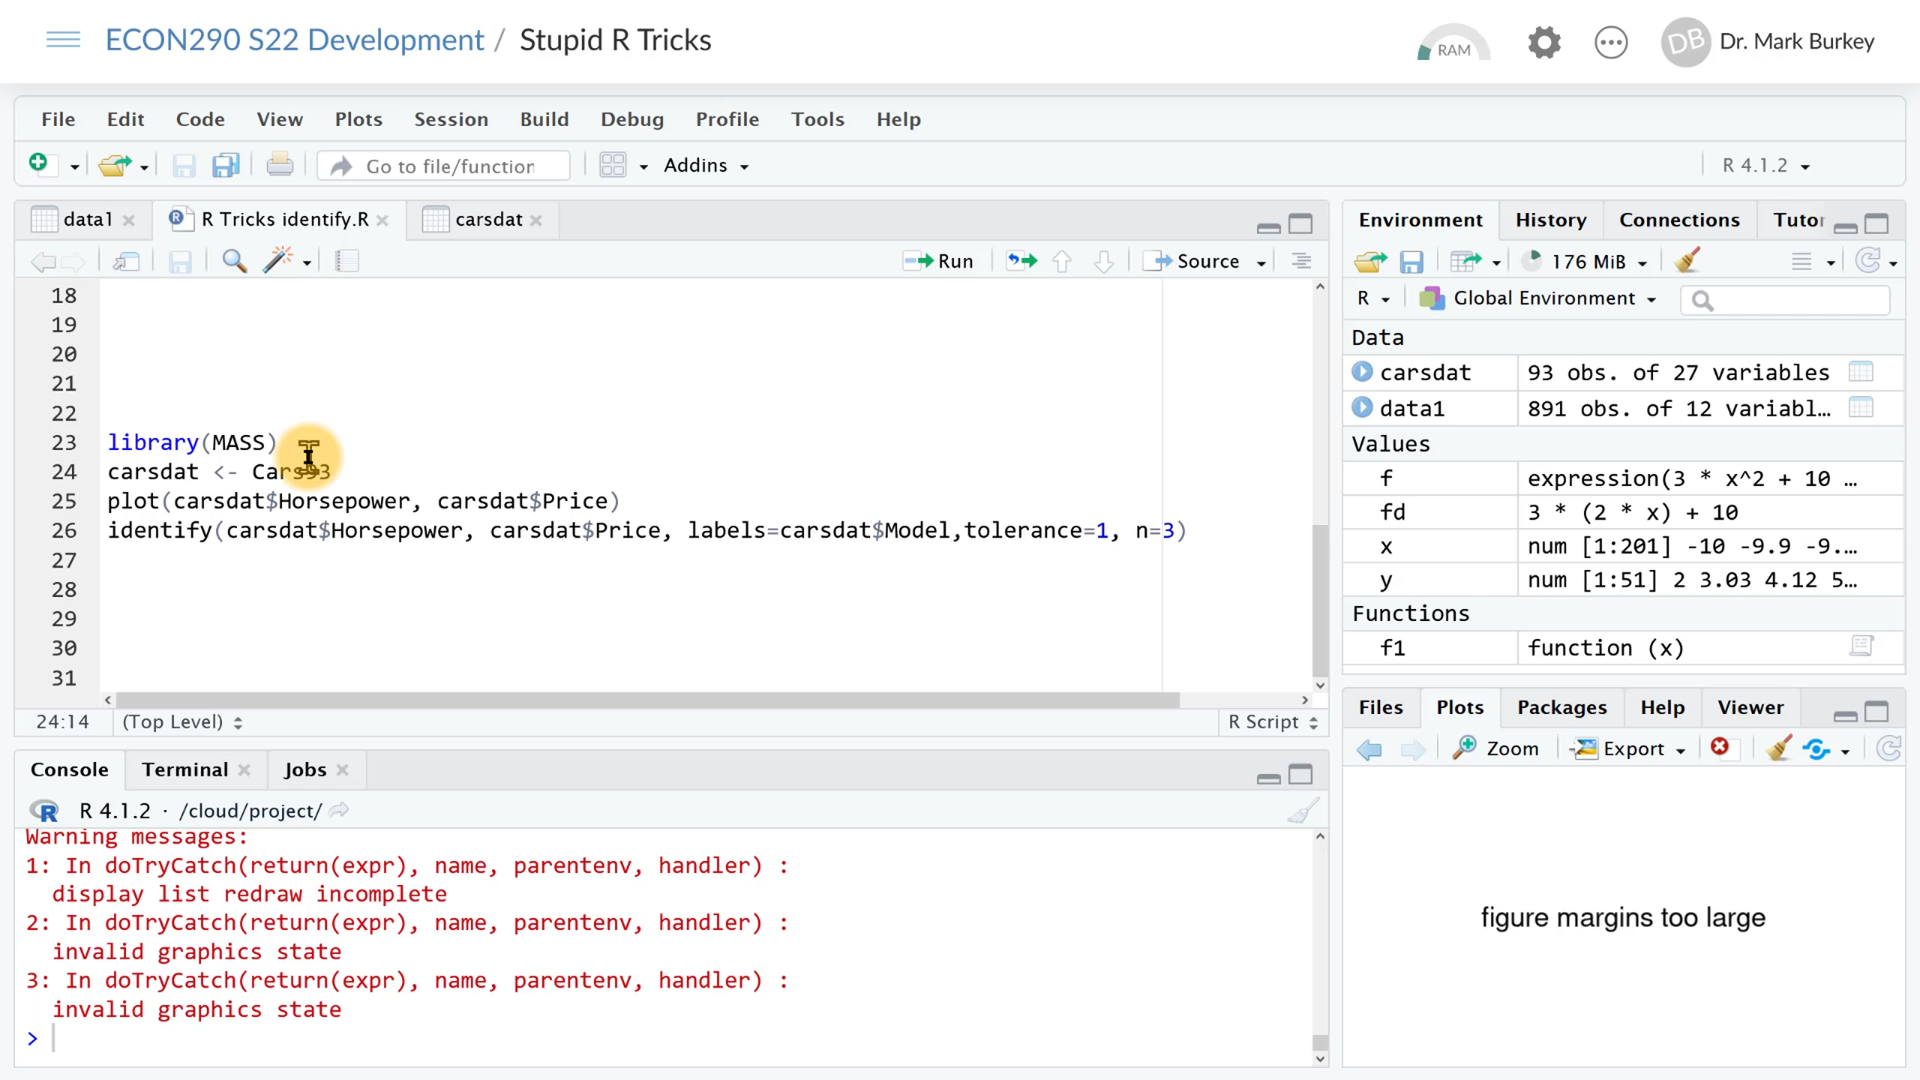 ECON290 S22 Development / Stupid R Tricks
RAM
DB Dr. Mark Burkey
File Edit Code View Plots Session Build Debug Profile Tools Help
Go to file/function
Addins
R 4.1.2
data1
R Tricks identify.R
carsdat
Run
Source
18
19
20
21
22
23 library(MASS)
24 carsdat <- Cars93
25 plot(carsdat$Horsepower, carsdat$Price)
26 identify(carsdat$Horsepower, carsdat$Price, labels=carsdat$Model,tolerance=1, n=3)
27
28
29
30
31
24:14 (Top Level)
R Script
Console Terminal Jobs
R 4.1.2 · /cloud/project/
Warning messages:
1: In doTryCatch(return(expr), name, parentenv, handler) :
display list redraw incomplete
2: In doTryCatch(return(expr), name, parentenv, handler) :
invalid graphics state
3: In doTryCatch(return(expr), name, parentenv, handler) :
invalid graphics state
>
Environment History Connections Tutor
176 MiB
R Global Environment
Data
carsdat 93 obs. of 27 variables
data1 891 obs. of 12 variabl…
Values
f expression(3 * x^2 + 10 …
fd 3 * (2 * x) + 10
x num [1:201] -10 -9.9 -9.…
y num [1:51] 2 3.03 4.12 5…
Functions
f1 function (x)
Files Plots Packages Help Viewer
Zoom Export
figure margins too large